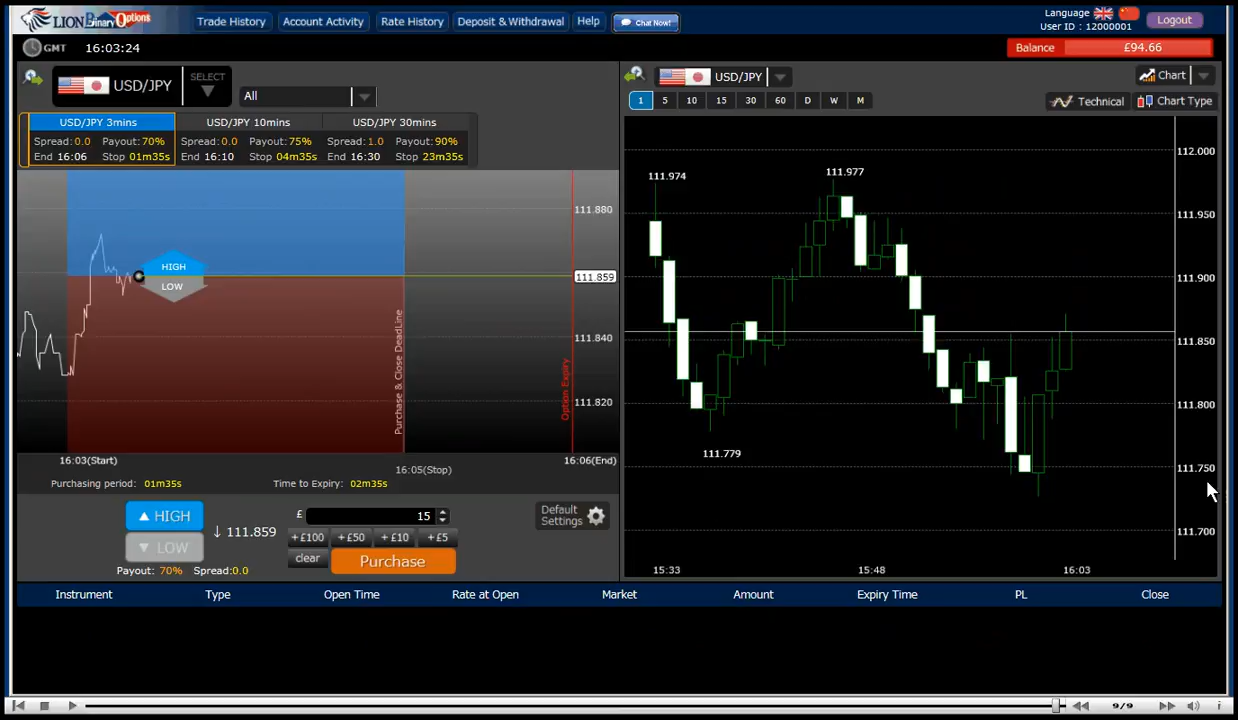 LION Binary Options
Trade History
Account Activity
Rate History
Deposit & Withdrawal
Help
Chat Now!
Language
User ID : 12000001
Logout
GMT 16:03:24
Balance £94.66
USD/JPY
SELECT
All
USD/JPY 3mins
Spread:0.0 Payout:70%
End 16:06 Stop 01m35s
USD/JPY 10mins
Spread:0.0 Payout:75%
End 16:10 Stop 04m35s
USD/JPY 30mins
Spread:1.0 Payout:90%
End 16:30 Stop 23m35s
111.880
111.859
111.840
111.820
HIGH
LOW
Purchase & Close DeadLine
Option Expiry
16:03(Start)
16:05(Stop)
16:06(End)
Purchasing period: 01m35s
Time to Expiry: 02m35s
HIGH
LOW
↓ 111.859
Payout: 70% Spread:0.0
£ 15
+£100 +£50 +£10 +£5
clear
Purchase
Default
Settings
USD/JPY
Chart
1 5 10 15 30 60 D W M
Technical
Chart Type
111.974
111.977
111.779
112.000
111.950
111.900
111.850
111.800
111.750
111.700
15:33 15:48 16:03
Instrument Type Open Time Rate at Open Market Amount Expiry Time PL Close
9/9
i